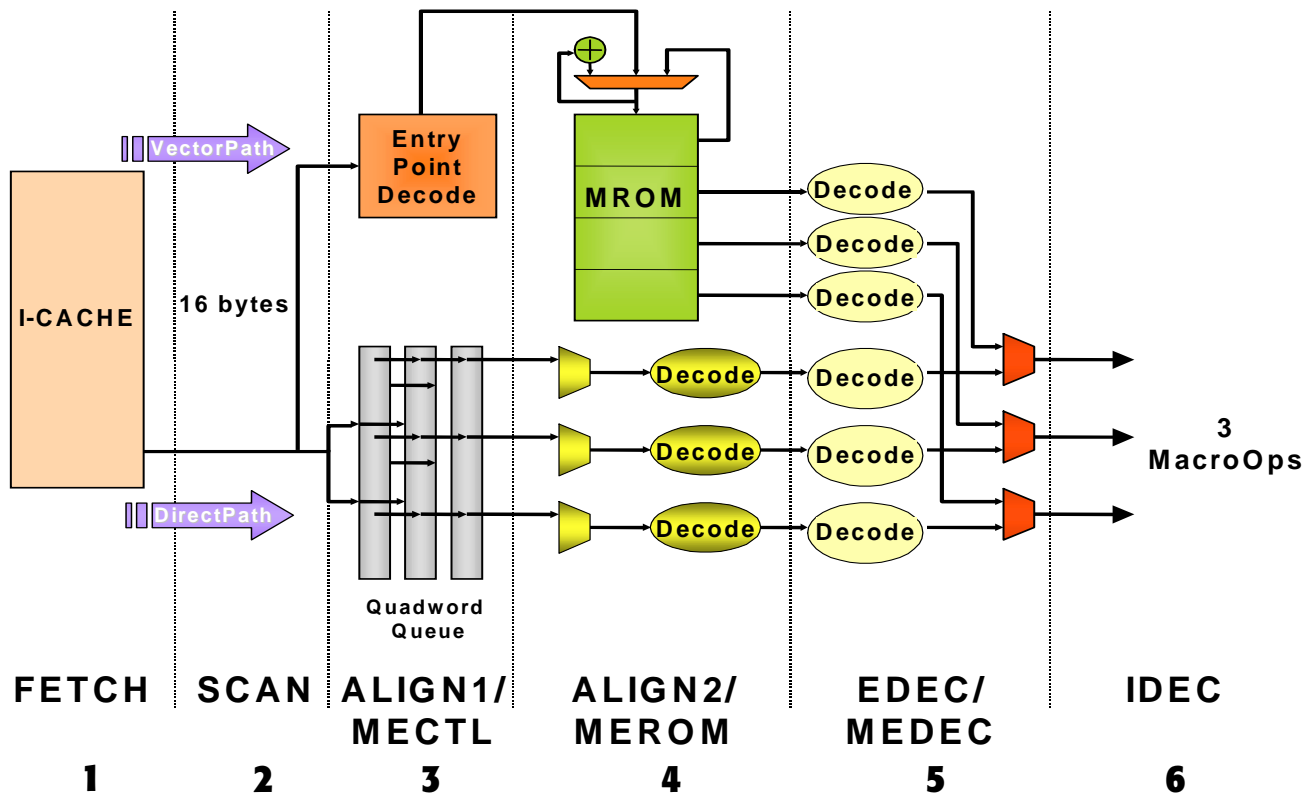 VectorPath
Entry
Point
Decode
MROM
Decode
Decode
Decode
I-CACHE
16 bytes
Decode
Decode
Decode
Decode
Decode
Decode
3
MacroOps
DirectPath
Quadword
Queue
FETCH
SCAN
ALIGN1/
MECTL
ALIGN2/
MEROM
EDEC/
MEDEC
IDEC
1
2
3
4
5
6